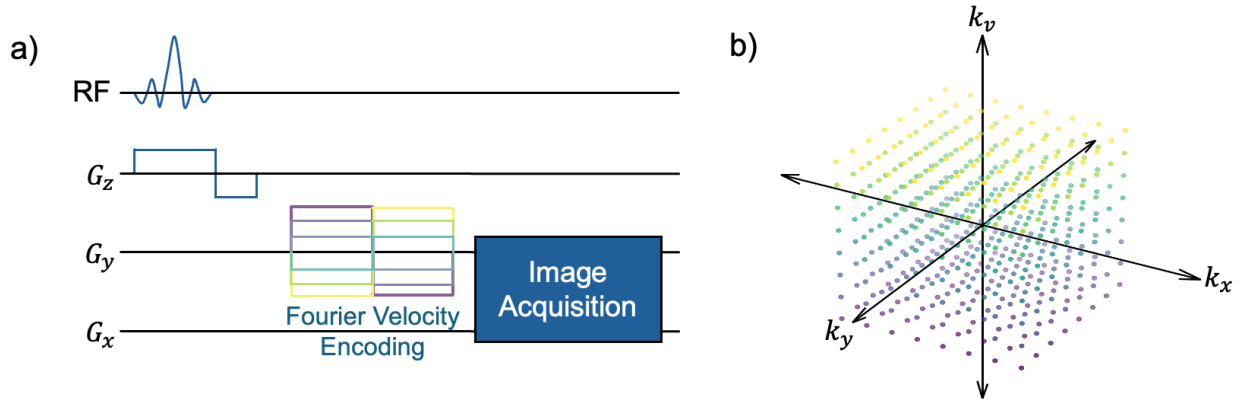 a)
RF
G_z
G_y
G_x
Fourier Velocity
Encoding
Image
Acquisition
b)
k_v
k_x
k_y